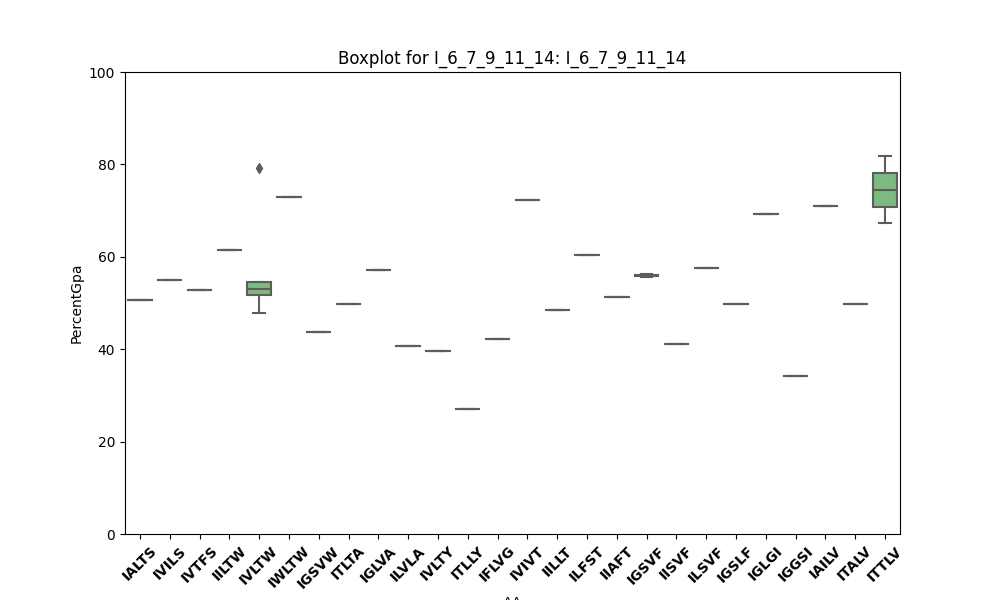 Boxplot for I_6_7_9_11_14: I_6_7_9_11_14
100
80
60
40
20
0
PercentGpa
IALTS
IVILS
IVTFS
IILTW
IVLTW
IWLTW
IGSVW
ITLTA
IGLVA
ILVLA
IVLTY
ITLLY
IFLVG
IVIVT
IILLT
ILFST
IIAFT
IGSVF
IISVF
ILSVF
IGSLF
IGLGI
IGGSI
IAILV
ITALV
ITTLV